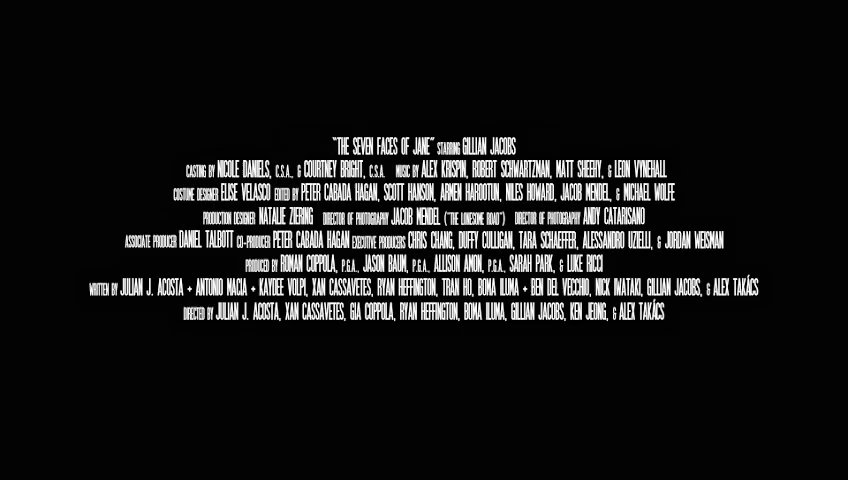 "THE SEVEN FACES OF JANE" STARRING GILLIAN JACOBS
CASTING BY NICOLE DANIELS, C.S.A., & COURTNEY BRIGHT, C.S.A. MUSIC BY ALEX KRISPIN, ROBERT SCHWARTZMAN, MATT SHEEHY, & LEON VYNEHALL
COSTUME DESIGNER ELISE VELASCO EDITED BY PETER CABADA HAGAN, SCOTT HANSON, ARMEN HAROOTUN, NILES HOWARD, JACOB MENDEL, & MICHAEL WOLFE
PRODUCTION DESIGNER NATALIE ZIERING DIRECTOR OF PHOTOGRAPHY JACOB MENDEL ("THE LONESOME ROAD") DIRECTOR OF PHOTOGRAPHY ANDY CATARISANO
ASSOCIATE PRODUCER DANIEL TALBOTT CO-PRODUCER PETER CABADA HAGAN EXECUTIVE PRODUCERS CHRIS CHANG, DUFFY CULLIGAN, TARA SCHAEFFER, ALESSANDRO UZIELLI, & JORDAN WEISMAN
PRODUCED BY ROMAN COPPOLA, P.G.A., JASON BAUM, P.G.A., ALLISON AMON, P.G.A., SARAH PARK, & LUKE RICCI
WRITTEN BY JULIAN J. ACOSTA + ANTONIO MACIA + KAYDEE VOLPI, XAN CASSAVETES, RYAN HEFFINGTON, TRAN HO, BOMA ILUMA + BEN DEL VECCHIO, NICK IWATAKI, GILLIAN JACOBS, & ALEX TAKÁCS
DIRECTED BY JULIAN J. ACOSTA, XAN CASSAVETES, GIA COPPOLA, RYAN HEFFINGTON, BOMA ILUMA, GILLIAN JACOBS, KEN JEONG, & ALEX TAKÁCS